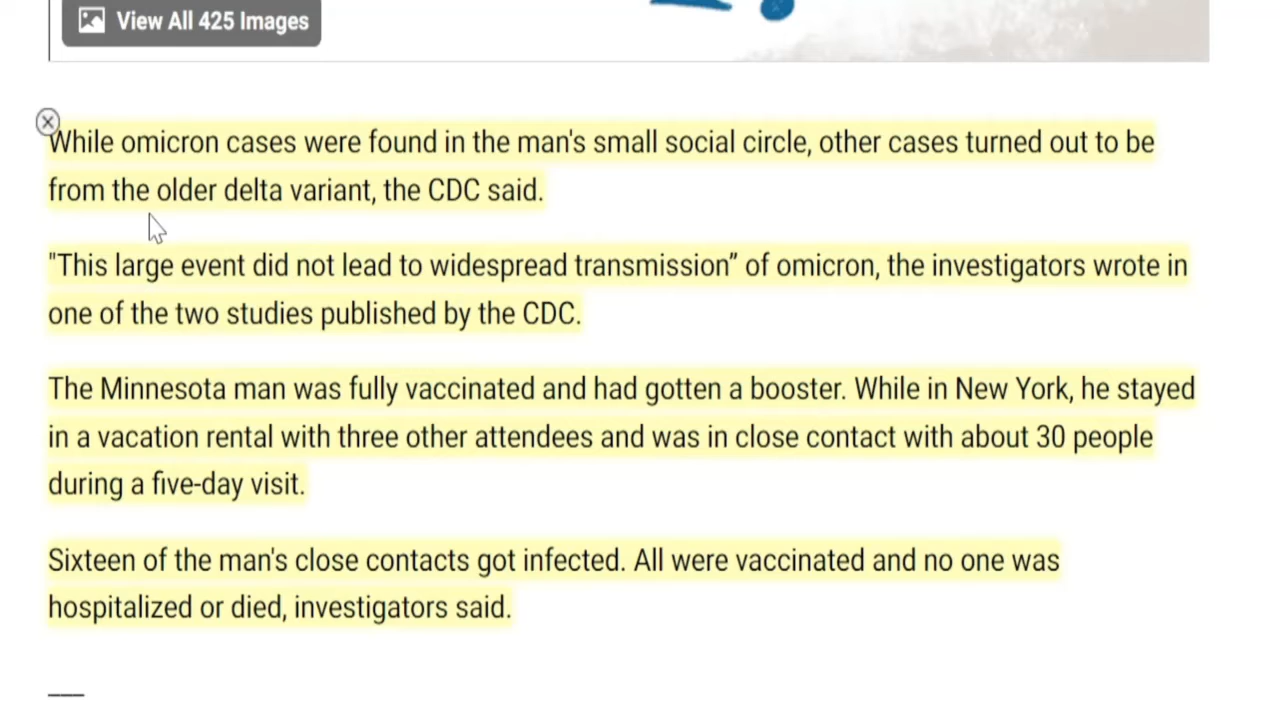 View All 425 Images
While omicron cases were found in the man's small social circle, other cases turned out to be
from the older delta variant, the CDC said.
"This large event did not lead to widespread transmission” of omicron, the investigators wrote in
one of the two studies published by the CDC.
The Minnesota man was fully vaccinated and had gotten a booster. While in New York, he stayed
in a vacation rental with three other attendees and was in close contact with about 30 people
during a five-day visit.
Sixteen of the man's close contacts got infected. All were vaccinated and no one was
hospitalized or died, investigators said.